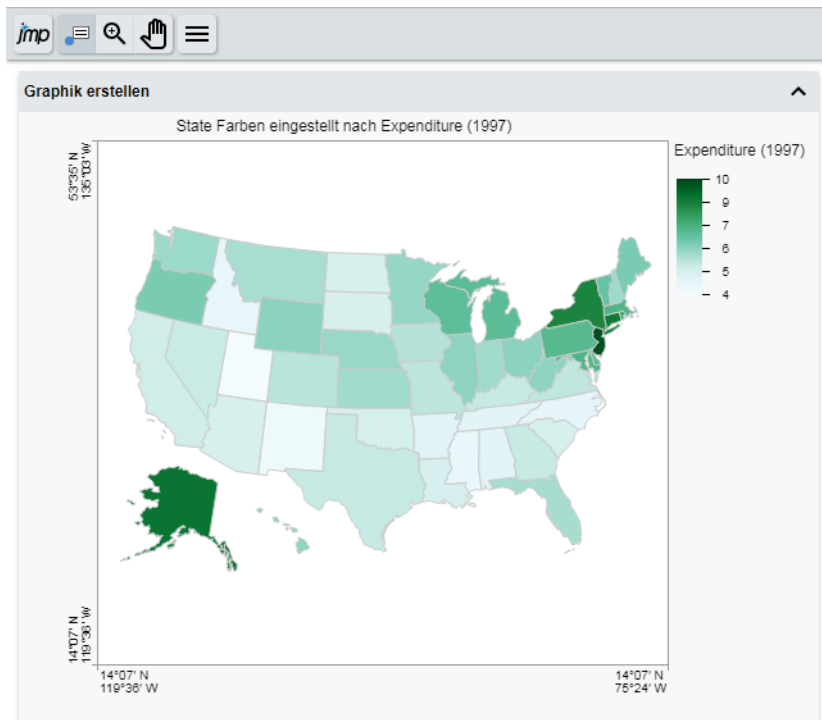 jmp
Graphik erstellen
State Farben eingestellt nach Expenditure (1997)
53°35' N
135°03' W
Expenditure (1997)
10
9
7
6
5
4
14°07' N
119°36' W
14°07' N
119°36' W
14°07' N
75°24' W